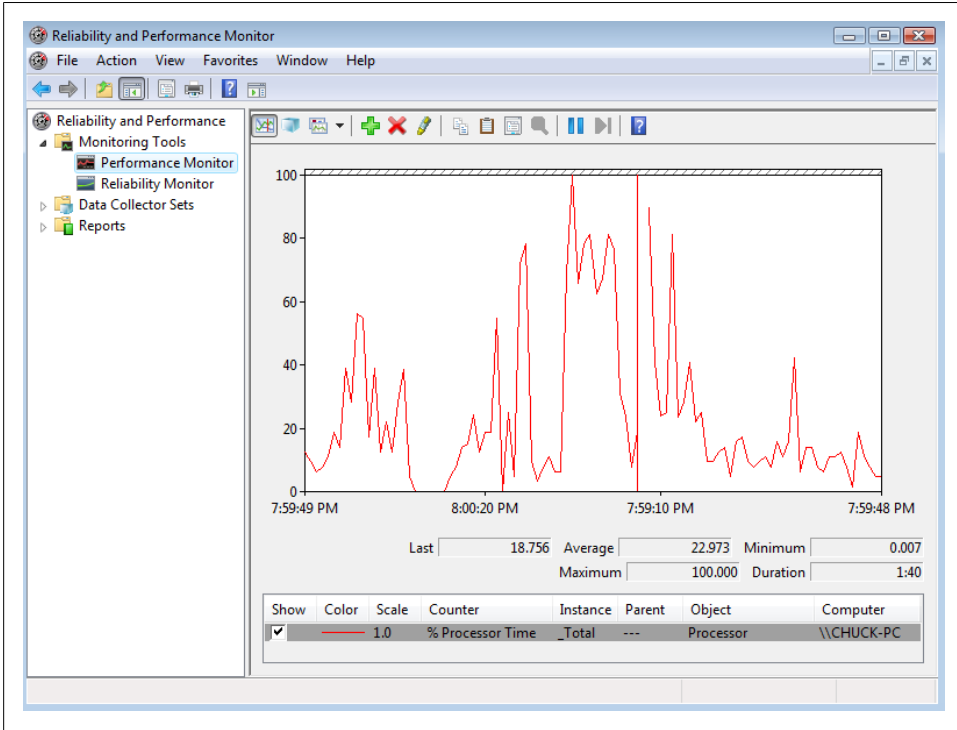 Reliability and Performance Monitor
File Action View Favorites Window Help
Reliability and Performance
Monitoring Tools
Performance Monitor
Reliability Monitor
Data Collector Sets
Reports
100
80
60
40
20
0
7:59:49 PM 8:00:20 PM 7:59:10 PM 7:59:48 PM
Last 18.756 Average 22.973 Minimum 0.007
Maximum 100.000 Duration 1:40
Show Color Scale Counter Instance Parent Object Computer
1.0 % Processor Time _Total --- Processor \\CHUCK-PC